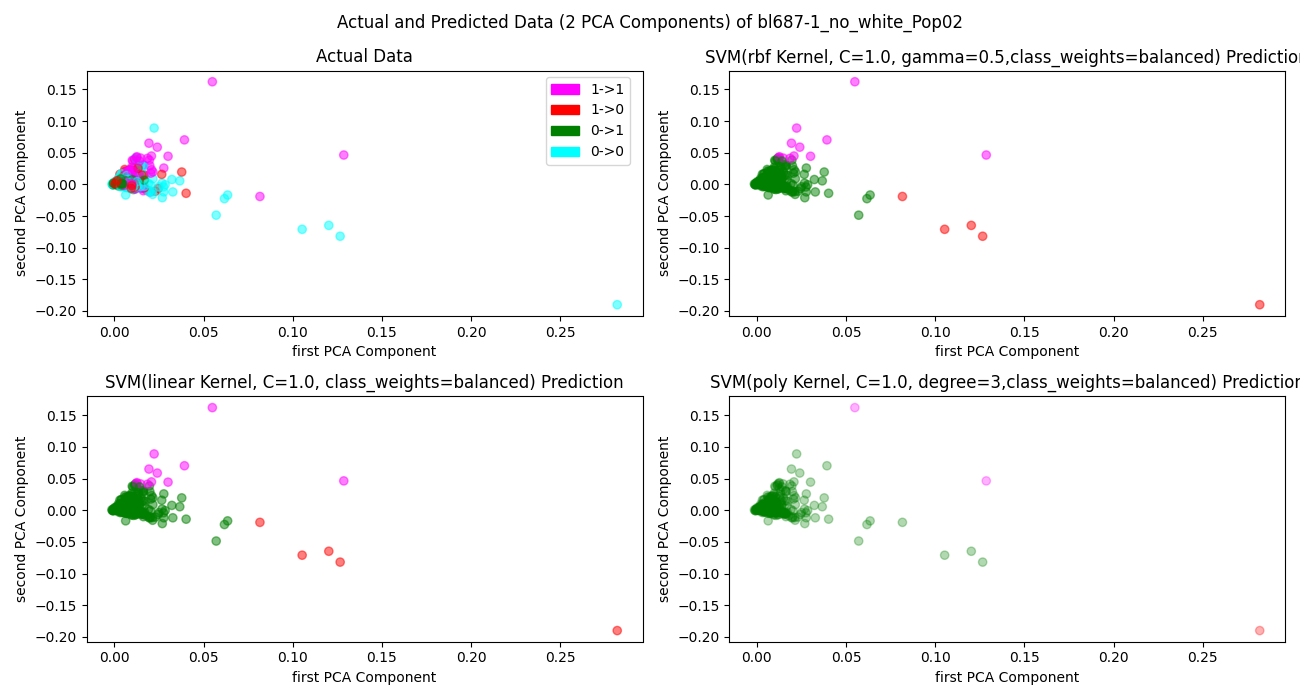 Actual and Predicted Data (2 PCA Components) of bl687-1_no_white_Pop02
Actual Data
second PCA Component
0.15
0.10
0.05
0.00
−0.05
−0.10
−0.15
−0.20
1->1
1->0
0->1
0->0
0.00 0.05 0.10 0.15 0.20 0.25
first PCA Component
SVM(rbf Kernel, C=1.0, gamma=0.5,class_weights=balanced) Prediction
second PCA Component
0.15
0.10
0.05
0.00
−0.05
−0.10
−0.15
−0.20
0.00 0.05 0.10 0.15 0.20 0.25
first PCA Component
SVM(linear Kernel, C=1.0, class_weights=balanced) Prediction
second PCA Component
0.15
0.10
0.05
0.00
−0.05
−0.10
−0.15
−0.20
0.00 0.05 0.10 0.15 0.20 0.25
first PCA Component
SVM(poly Kernel, C=1.0, degree=3,class_weights=balanced) Prediction
second PCA Component
0.15
0.10
0.05
0.00
−0.05
−0.10
−0.15
−0.20
0.00 0.05 0.10 0.15 0.20 0.25
first PCA Component